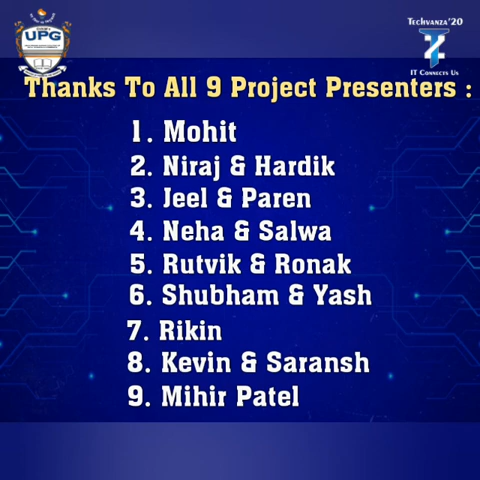 UPG
Techvanza'20
IT Connects Us
Thanks To All 9 Project Presenters :
1. Mohit
2. Niraj & Hardik
3. Jeel & Paren
4. Neha & Salwa
5. Rutvik & Ronak
6. Shubham & Yash
7. Rikin
8. Kevin & Saransh
9. Mihir Patel